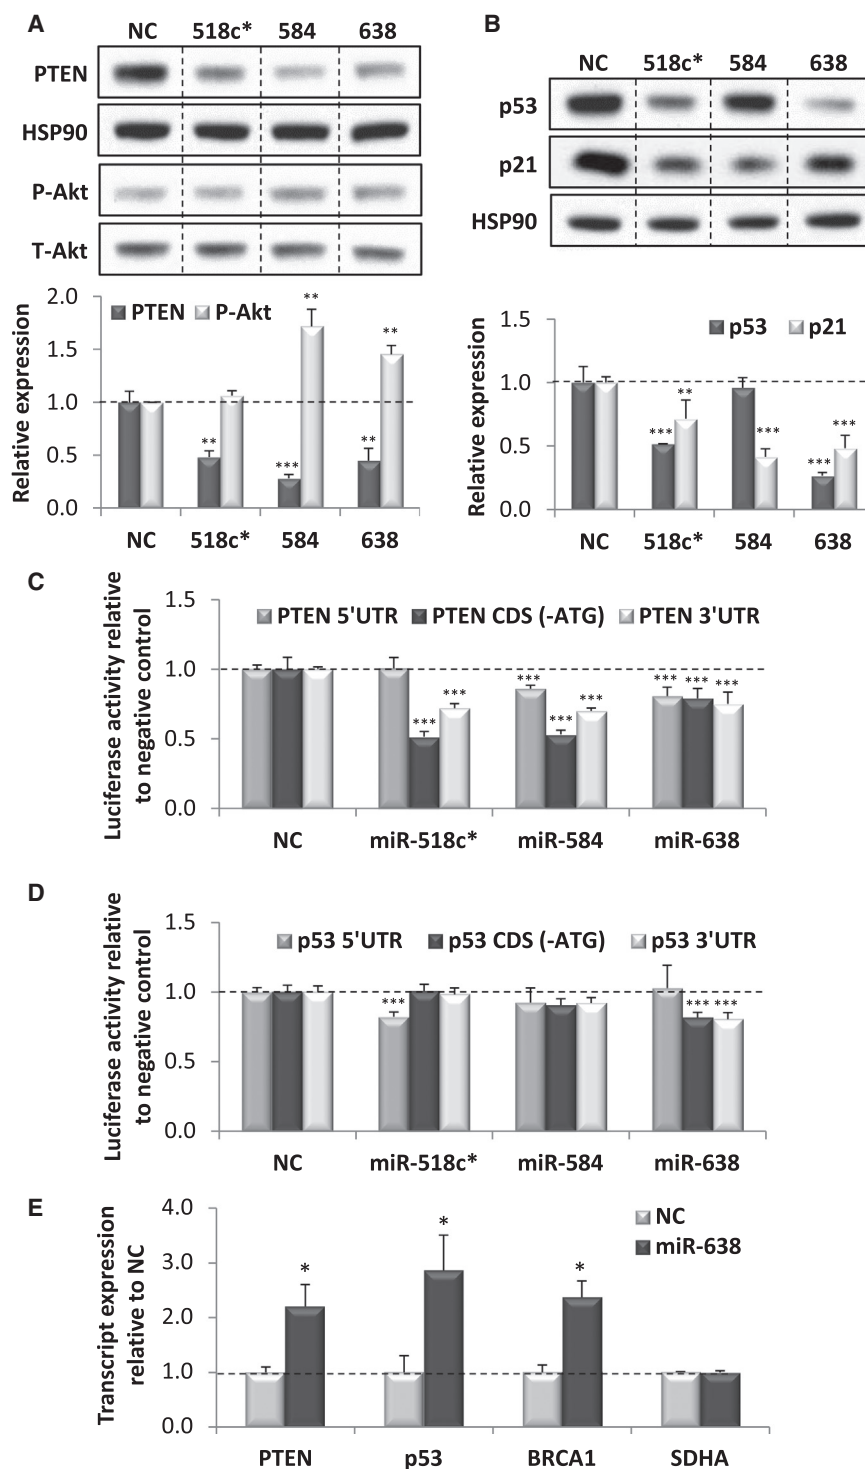 A
NC 518c* 584 638
PTEN
HSP90
P-Akt
T-Akt
Relative expression
2.0
1.5
1.0
0.5
0.0
PTEN P-Akt
** *** ** ** **
NC 518c* 584 638
B
NC 518c* 584 638
p53
p21
HSP90
Relative expression
1.5
1.0
0.5
0.0
p53 p21
*** ** *** *** ***
NC 518c* 584 638
C
Luciferase activity relative
to negative control
1.5
1.0
0.5
0.0
PTEN 5'UTR PTEN CDS (-ATG) PTEN 3'UTR
*** *** *** *** *** *** *** ***
NC miR-518c* miR-584 miR-638
D
Luciferase activity relative
to negative control
1.5
1.0
0.5
0.0
p53 5'UTR p53 CDS (-ATG) p53 3'UTR
*** *** ***
NC miR-518c* miR-584 miR-638
E
Transcript expression
relative to NC
4.0
3.0
2.0
1.0
0.0
NC
miR-638
* * *
PTEN p53 BRCA1 SDHA